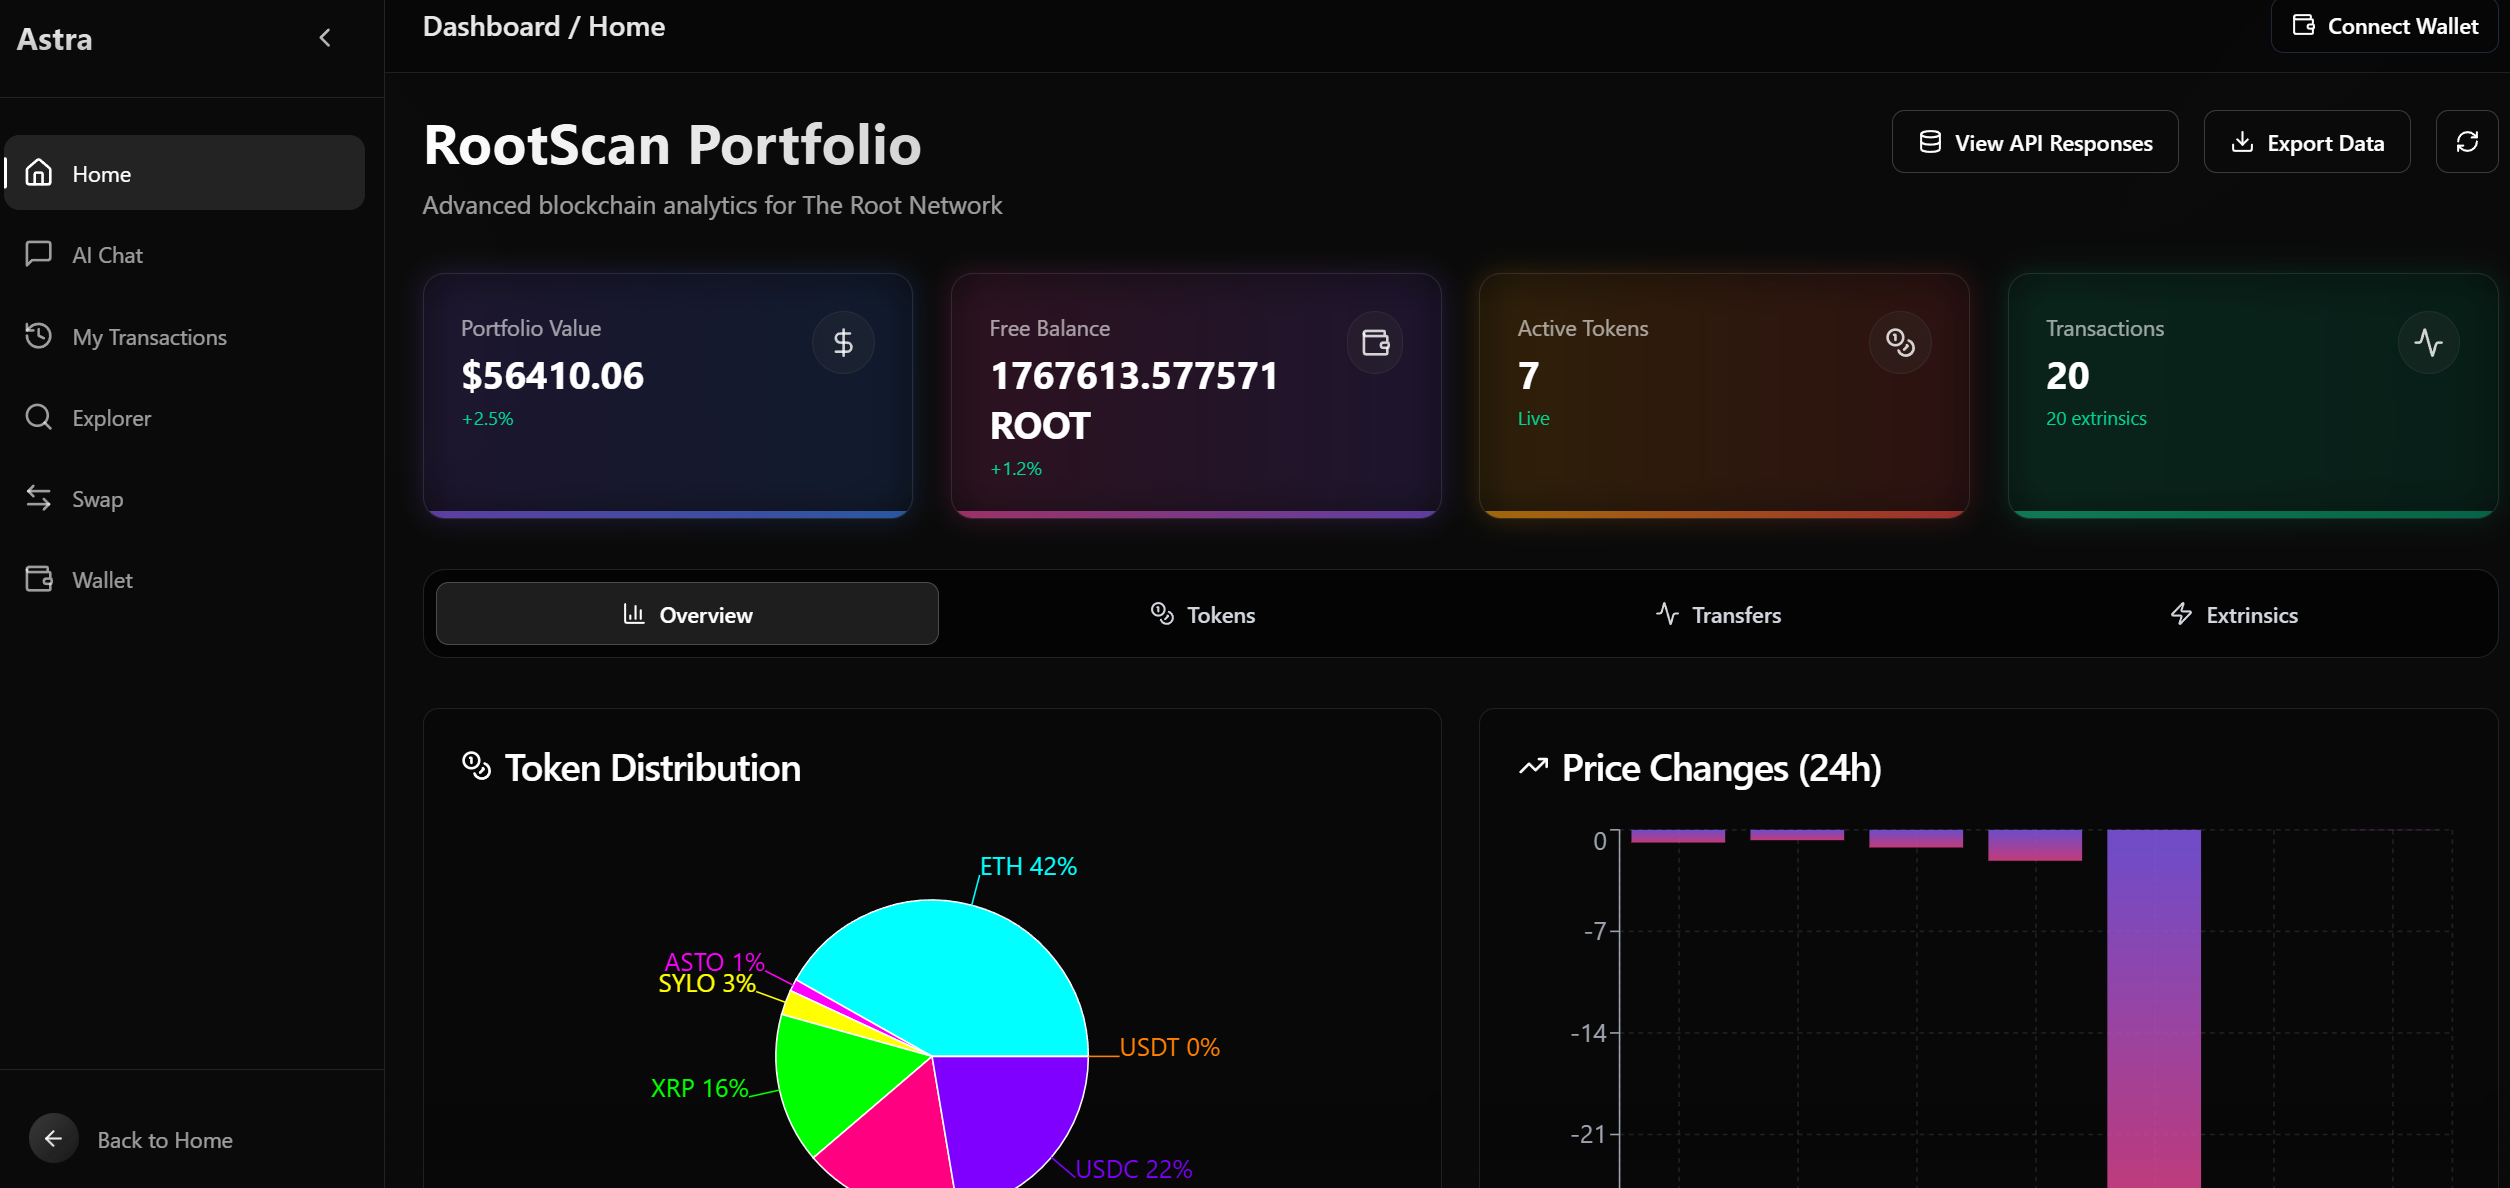 Astra
Dashboard / Home
Connect Wallet
Home
AI Chat
My Transactions
Explorer
Swap
Wallet
Back to Home
RootScan Portfolio
Advanced blockchain analytics for The Root Network
View API Responses
Export Data
Portfolio Value
$56410.06
+2.5%
Free Balance
1767613.577571
ROOT
+1.2%
Active Tokens
7
Live
Transactions
20
20 extrinsics
Overview
Tokens
Transfers
Extrinsics
Token Distribution
ETH 42%
ASTO 1%
SYLO 3%
USDT 0%
XRP 16%
USDC 22%
Price Changes (24h)
0
-7
-14
-21